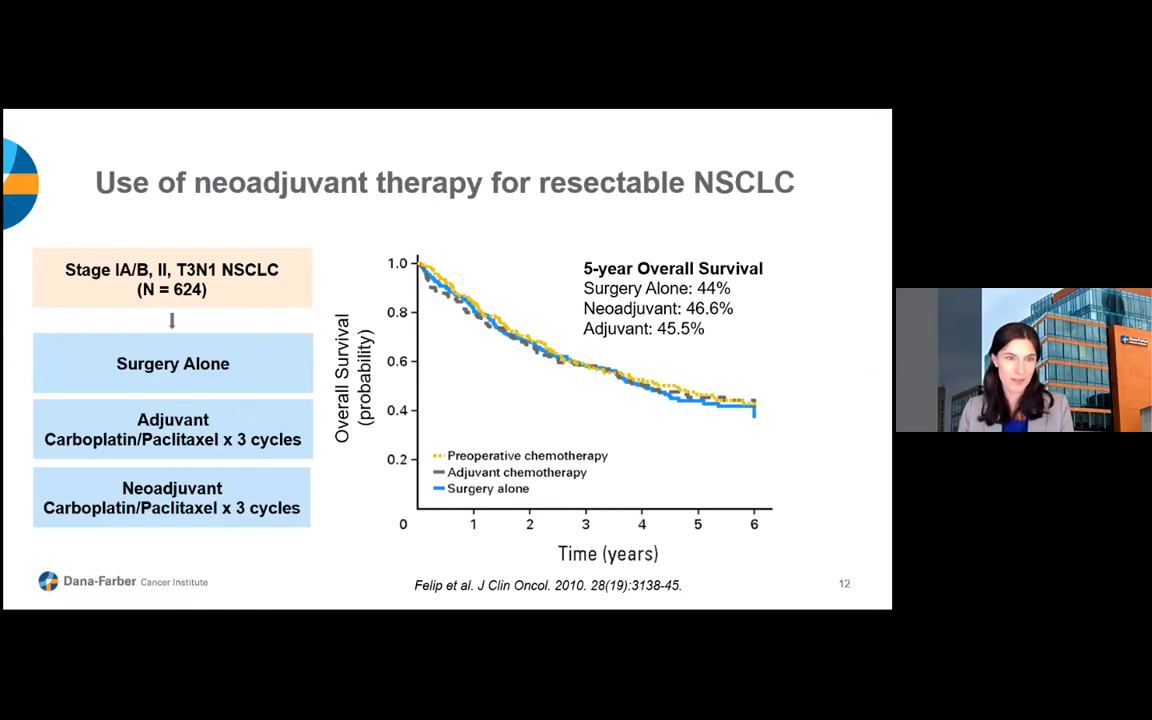 Use of neoadjuvant therapy for resectable NSCLC
Stage IA/B, II, T3N1 NSCLC
(N = 624)
Surgery Alone
Adjuvant
Carboplatin/Paclitaxel x 3 cycles
Neoadjuvant
Carboplatin/Paclitaxel x 3 cycles
Overall Survival
(probability)
1.0
0.8
0.6
0.4
0.2
0
1
2
3
4
5
6
Time (years)
5-year Overall Survival
Surgery Alone: 44%
Neoadjuvant: 46.6%
Adjuvant: 45.5%
Preoperative chemotherapy
Adjuvant chemotherapy
Surgery alone
Dana-Farber Cancer Institute
Felip et al. J Clin Oncol. 2010. 28(19):3138-45.
12